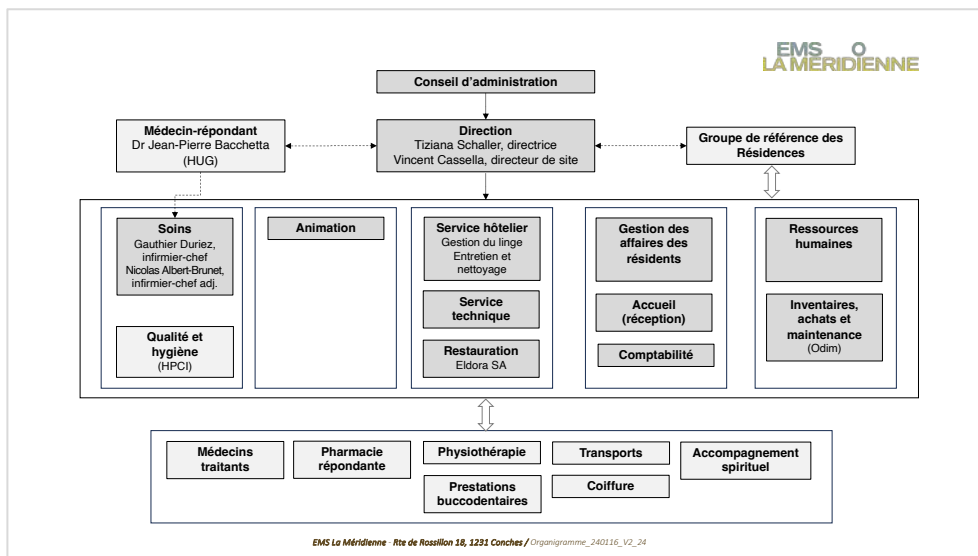 EMS O
LA MERIDIENNE
Conseil d'administration
Médecin-répondant
Dr Jean-Pierre Bacchetta
(HUG)
Direction
Tiziana Schaller, directrice
Vincent Cassella, directeur de site
Groupe de référence des
Résidences
Soins
Gauthier Duriez,
infirmier-chef
Nicolas Albert-Brunet,
infirmier-chef adj.
Qualité et
hygiène
(HPCI)
Animation
Service hôtelier
Gestion du linge
Entretien et
nettoyage
Service
technique
Restauration
Eldora SA
Gestion des
affaires des
résidents
Accueil
(réception)
Comptabilité
Ressources
humaines
Inventaires,
achats et
maintenance
(Odim)
Médecins
traitants
Pharmacie
répondante
Physiothérapie
Prestations
buccodentaires
Transports
Coiffure
Accompagnement
spirituel
EMS La Méridienne - Rte de Rossillon 18, 1231 Conches / Organigramme_240116_V2_24